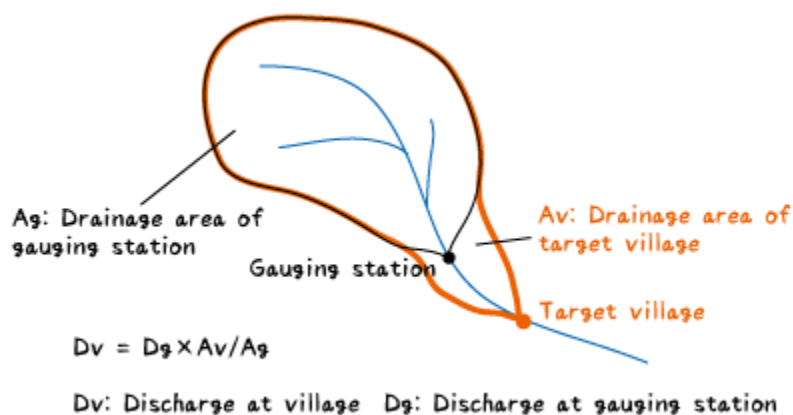 Ag: Drainage area of
gauging station
Av: Drainage area of
target village
Gauging station
Target village
Dv = Dg×Av/Ag
Dv: Discharge at village Dg: Discharge at gauging station